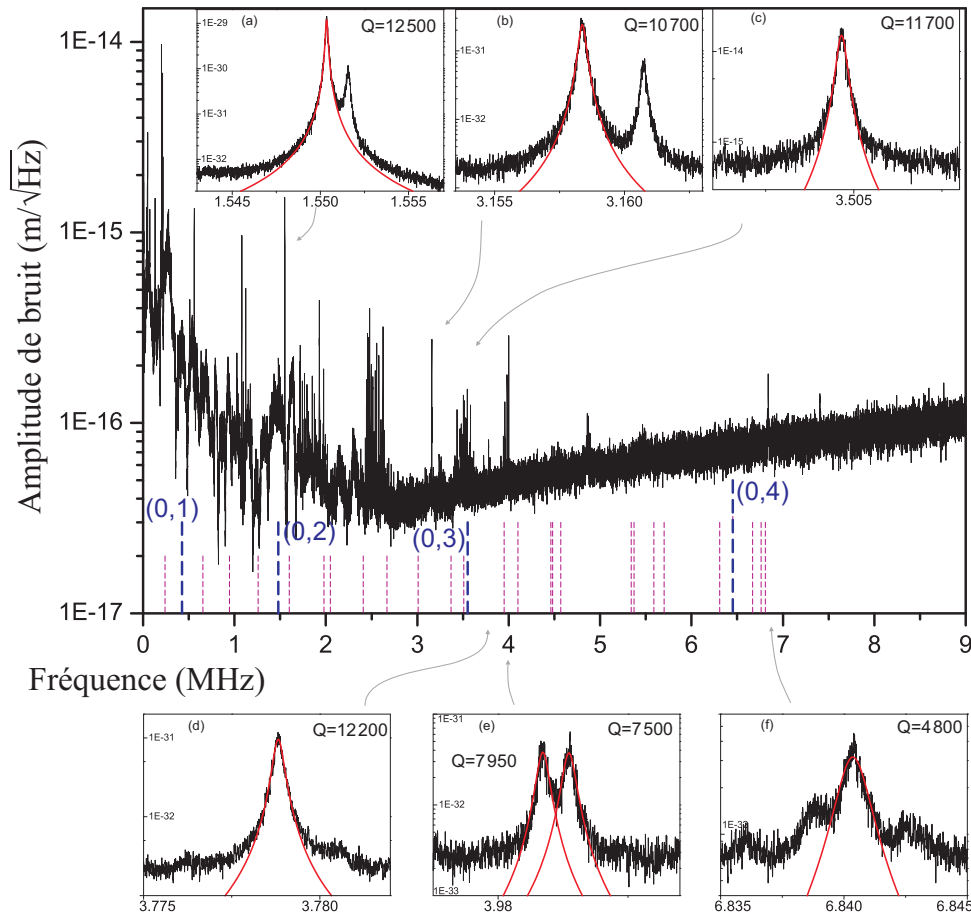 (a)
Q=12500
1E-29
1E-30
1E-31
1E-32
1.545
1.550
1.555
(b)
Q=10700
1E-31
1E-32
3.155
3.160
(c)
Q=11700
1E-14
1E-15
3.505
Amplitude de bruit (m/√Hz)
1E-14
1E-15
1E-16
1E-17
(0,1)
(0,2)
(0,3)
(0,4)
0 1 2 3 4 5 6 7 8 9
Fréquence (MHz)
(d)
Q=12200
1E-31
1E-32
3.775
3.780
(e)
Q=7500
Q=7950
1E-31
1E-32
1E-33
3.98
(f)
Q=4800
1E-33
6.835
6.840
6.845